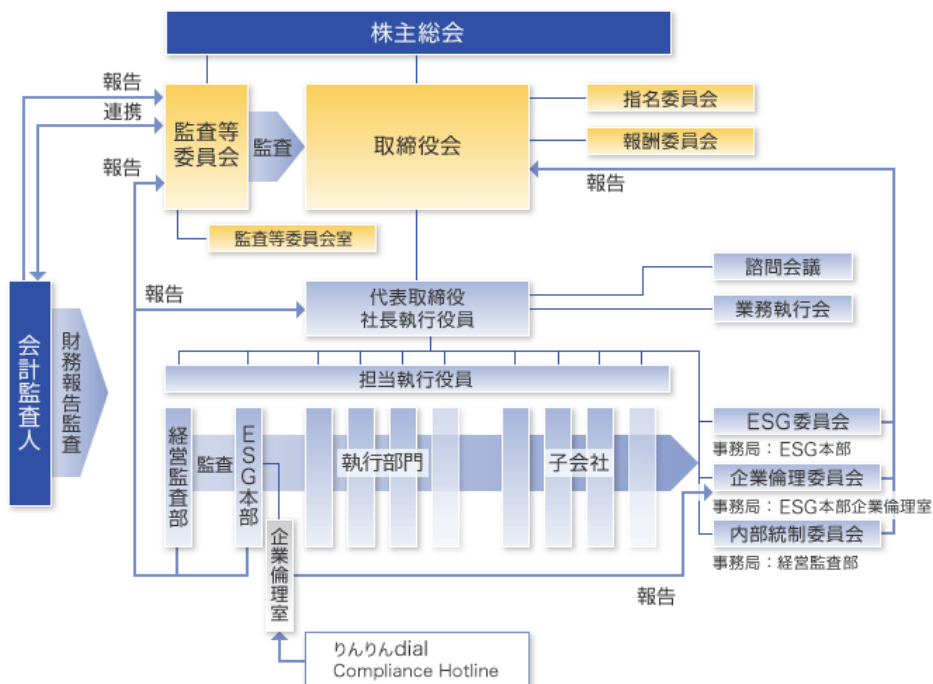 株主総会
報告
連携
監査等
委員会
監査
取締役会
指名委員会
報酬委員会
報告
報告
監査等委員会室
報告
代表取締役
社長執行役員
諮問会議
業務執行会
会計監査人
財務報告監査
担当執行役員
経営監査部
監査
ESG本部
執行部門
子会社
ESG委員会
事務局：ESG本部
企業倫理委員会
事務局：ESG本部企業倫理室
内部統制委員会
事務局：経営監査部
企業倫理室
報告
りんりんdial
Compliance Hotline